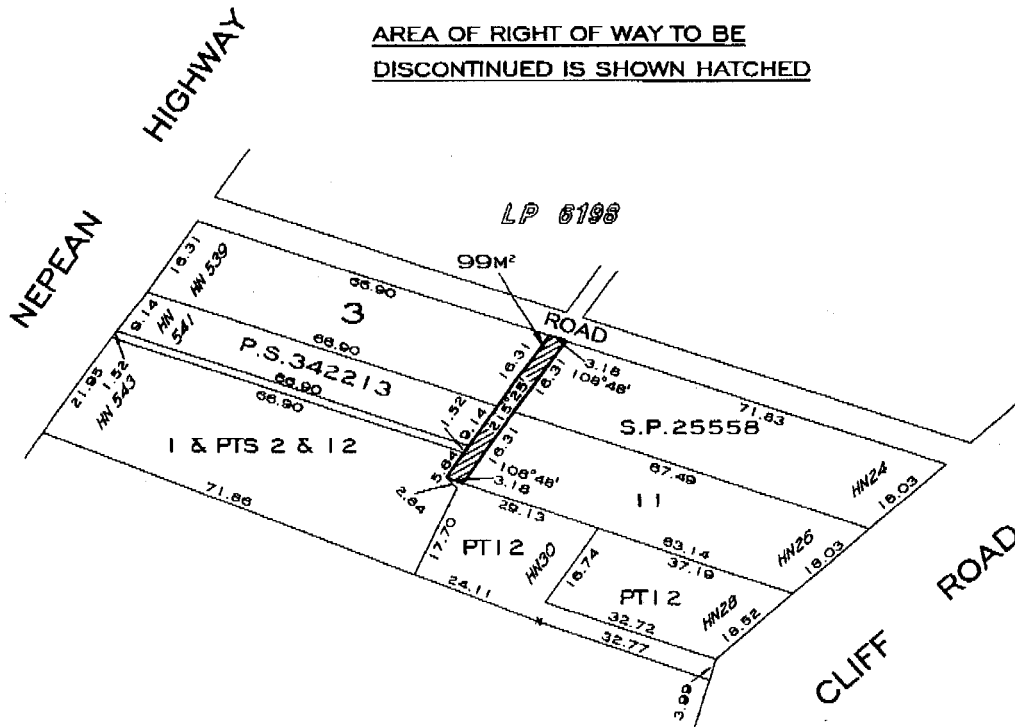 AREA OF RIGHT OF WAY TO BE
DISCONTINUED IS SHOWN HATCHED
HIGHWAY
NEPEAN
LP 6198
99M²
ROAD
16.31
HN 539
66.90
3
66.90
9.14
HN
541
P.S.342213
66.90
66.90
1.52
HN 543
21.95
1 & PTS 2 & 12
71.86
16.31
1.52
9.14
5.64
2.84
215°25'
16.31
16.31
3.18
108°48'
108°48'
3.18
71.83
S.P.25558
67.49
HN24
18.03
11
63.14
HN26
18.03
29.13
17.70
PT12
HN30
16.74
37.19
PT12
HN28
18.52
32.72
24.11
32.77
3.99
CLIFF
ROAD